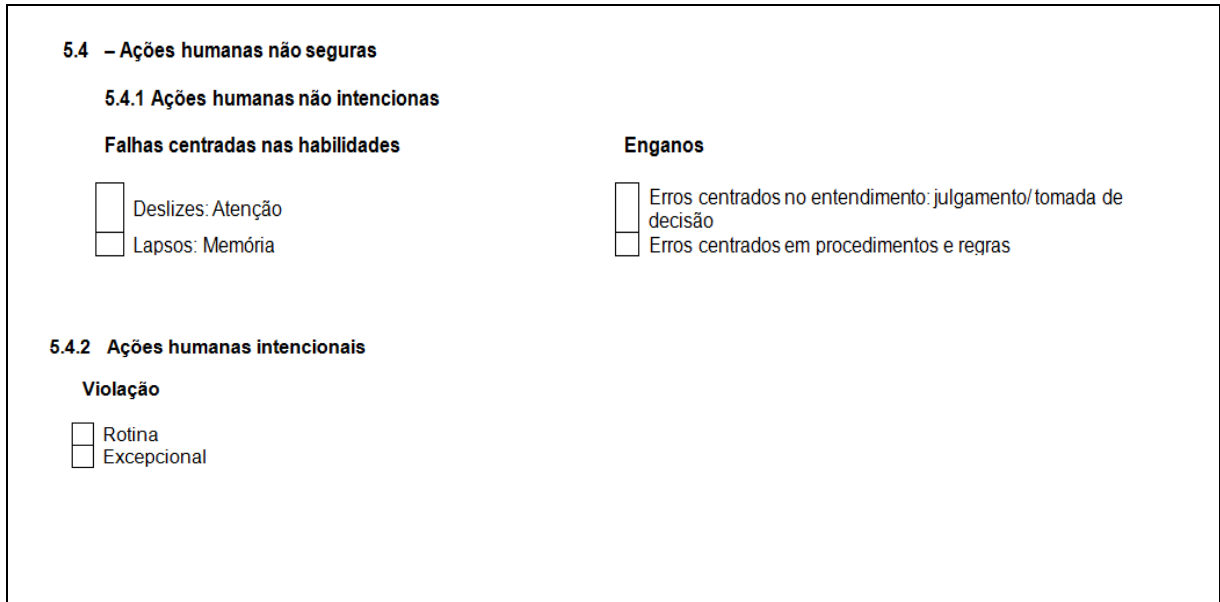 5.4 – Ações humanas não seguras
5.4.1 Ações humanas não intencionas
Falhas centradas nas habilidades
Enganos
Deslizes: Atenção
Lapsos: Memória
Erros centrados no entendimento: julgamento/ tomada de
decisão
Erros centrados em procedimentos e regras
5.4.2 Ações humanas intencionais
Violação
Rotina
Excepcional